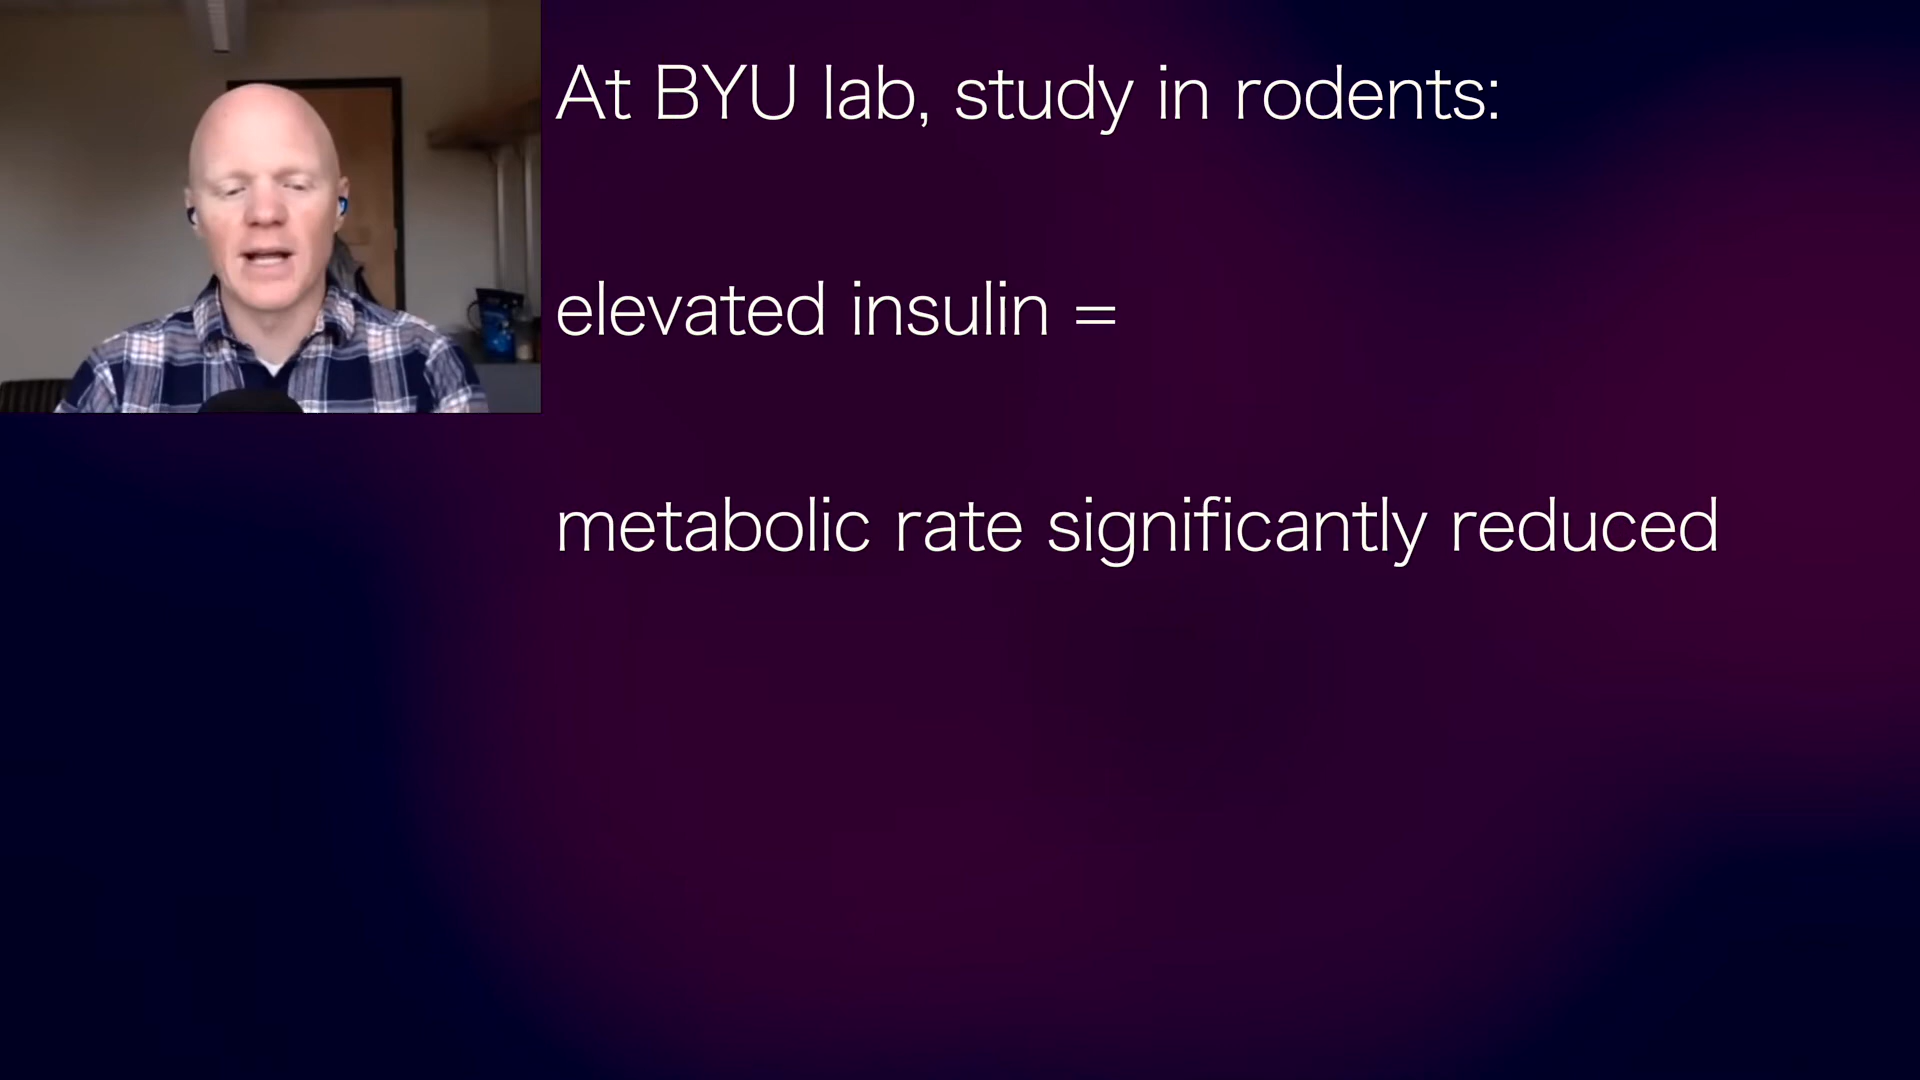 At BYU lab, study in rodents:
elevated insulin =
metabolic rate significantly reduced